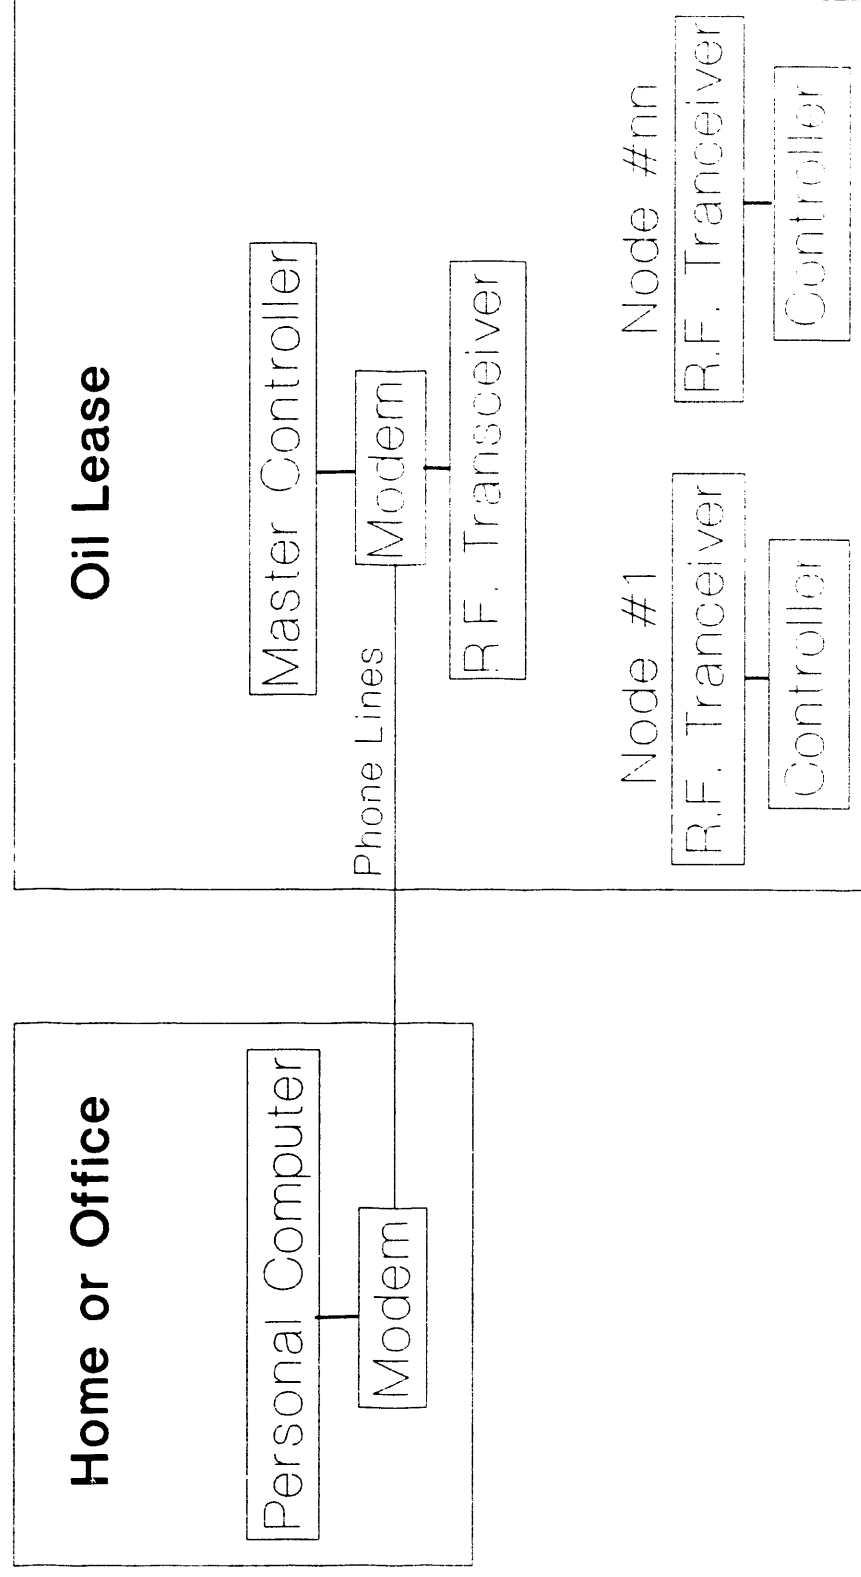 Home or Office
Personal Computer
Modem
Phone Lines
Oil Lease
Master Controller
Modem
R.F. Transceiver
Node #1
R.F. Tranceiver
Controller
Node #nn
R.F. Tranceiver
Controller